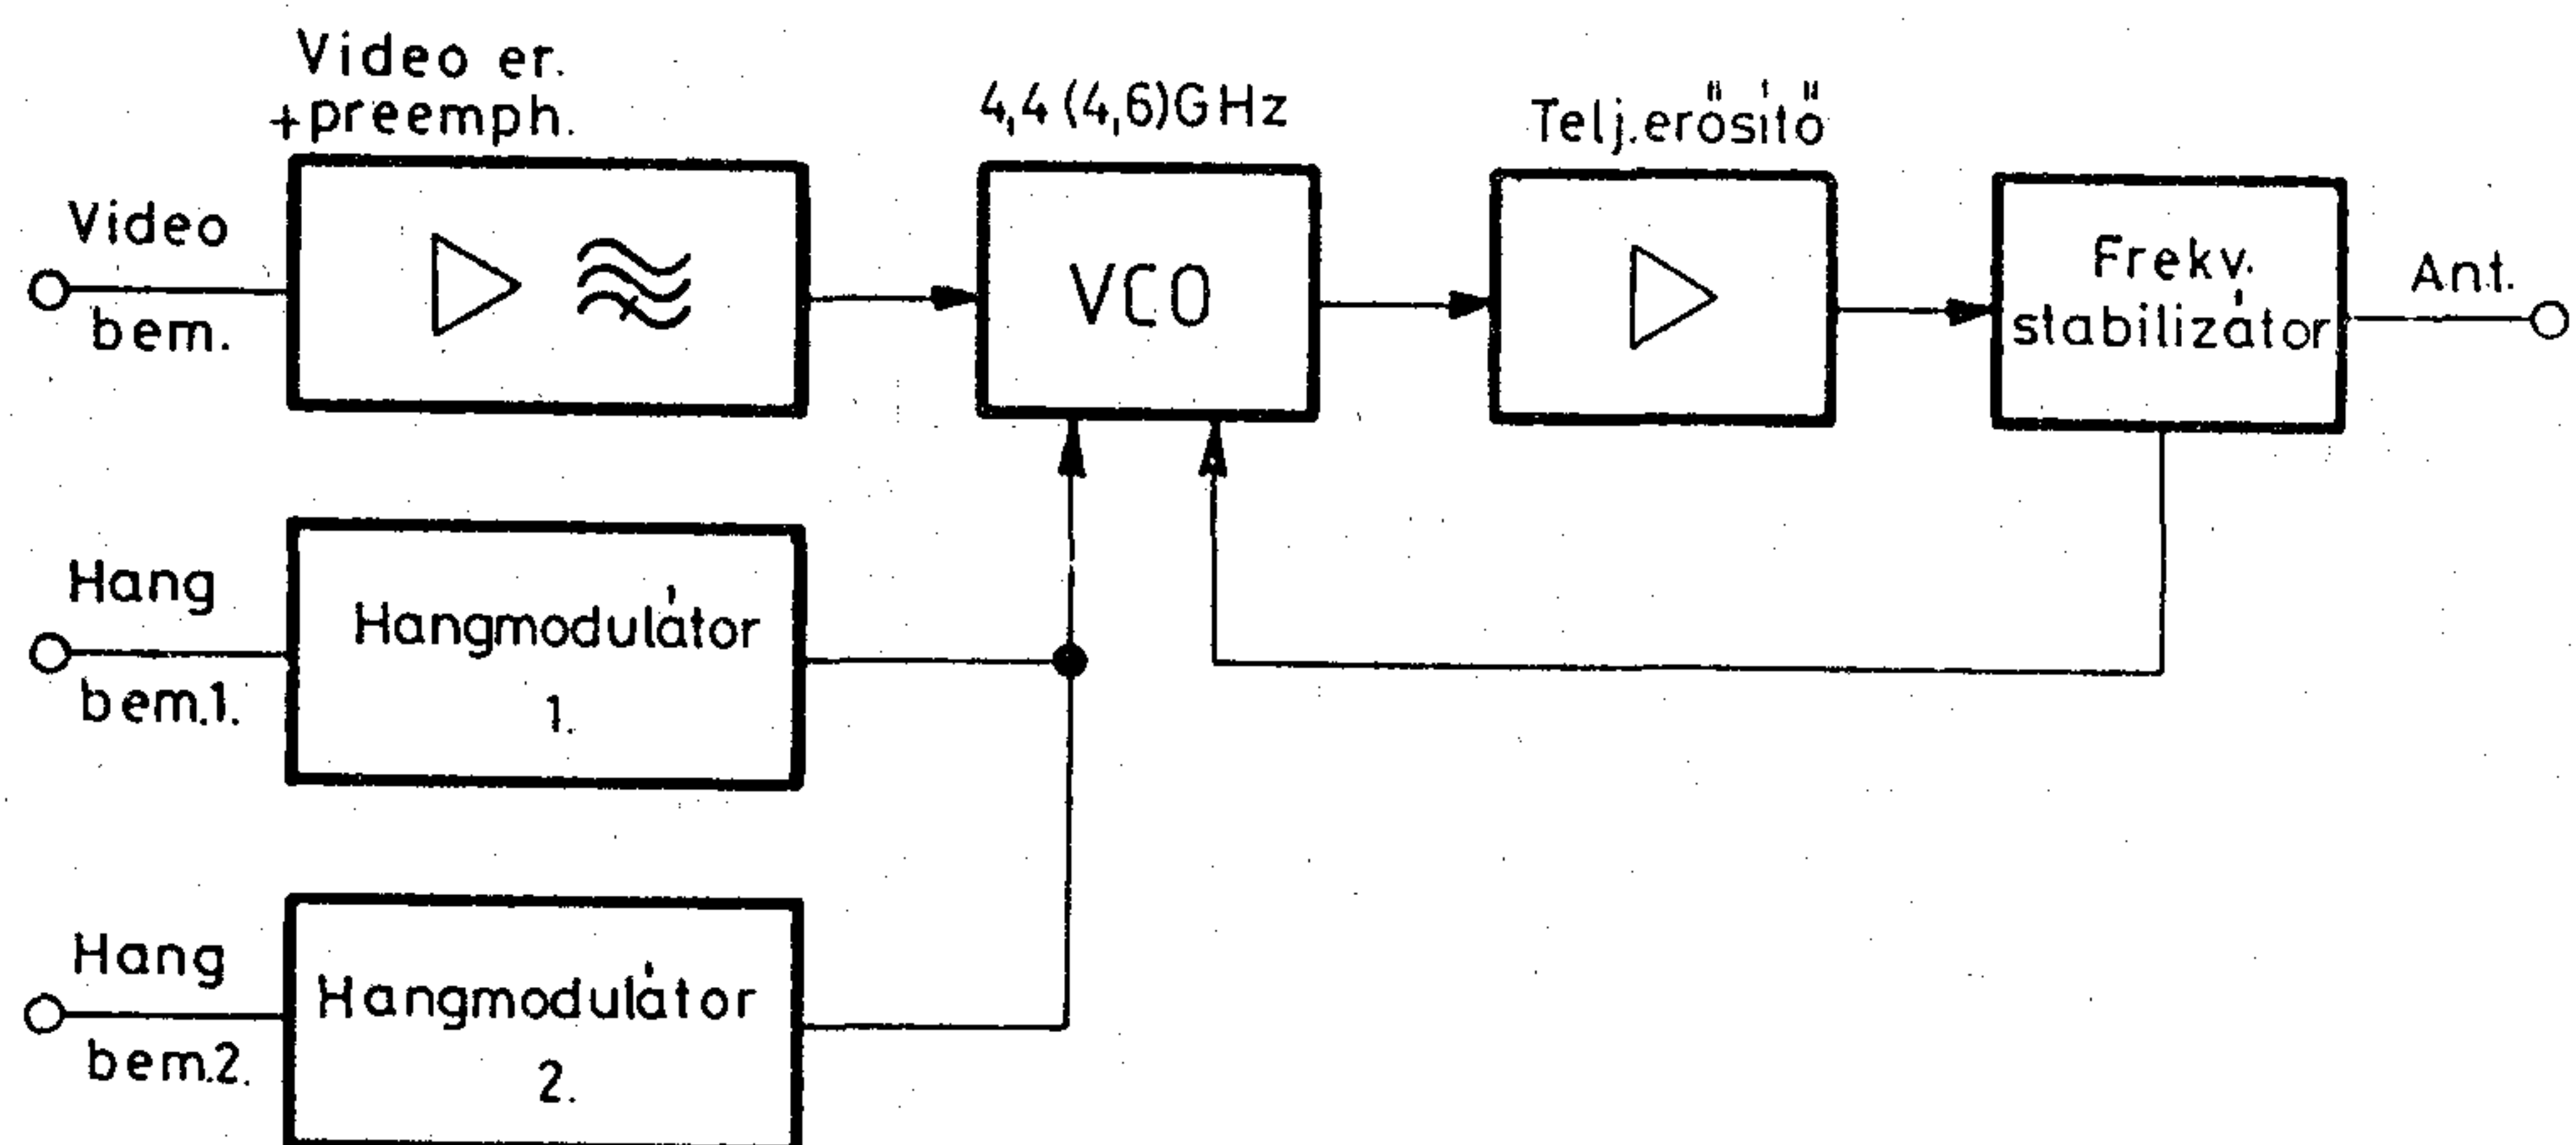 Video er.
+preemph.
4,4 (4,6)GHz
Telj.erősítő
Video
bem.
VCO
Frekv.
stabilizátor
Ant.
Hang
bem.1.
Hangmodulátor
1.
Hang
bem.2.
Hangmodulátor
2.